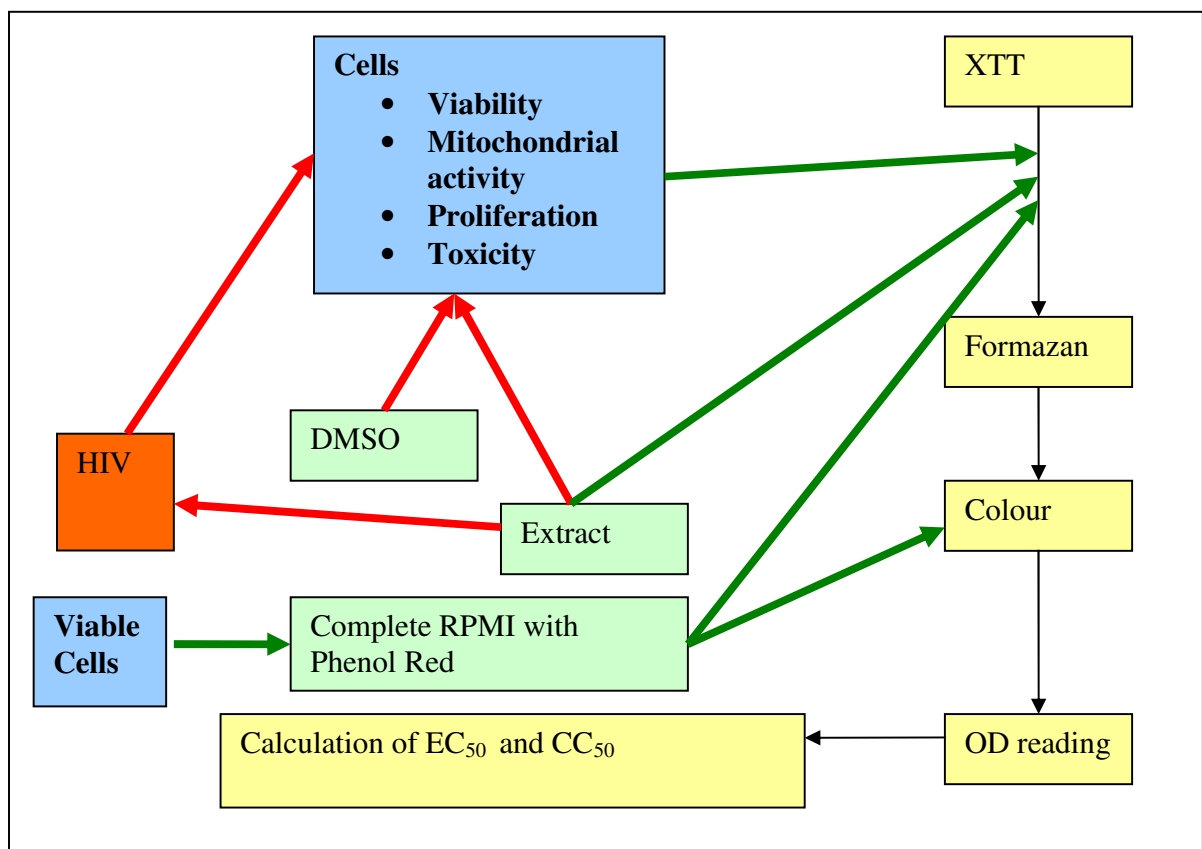 Cells
• Viability
• Mitochondrial
activity
• Proliferation
• Toxicity
XTT
Formazan
DMSO
HIV
Colour
Extract
Viable
Cells
Complete RPMI with
Phenol Red
Calculation of EC₅₀ and CC₅₀
OD reading